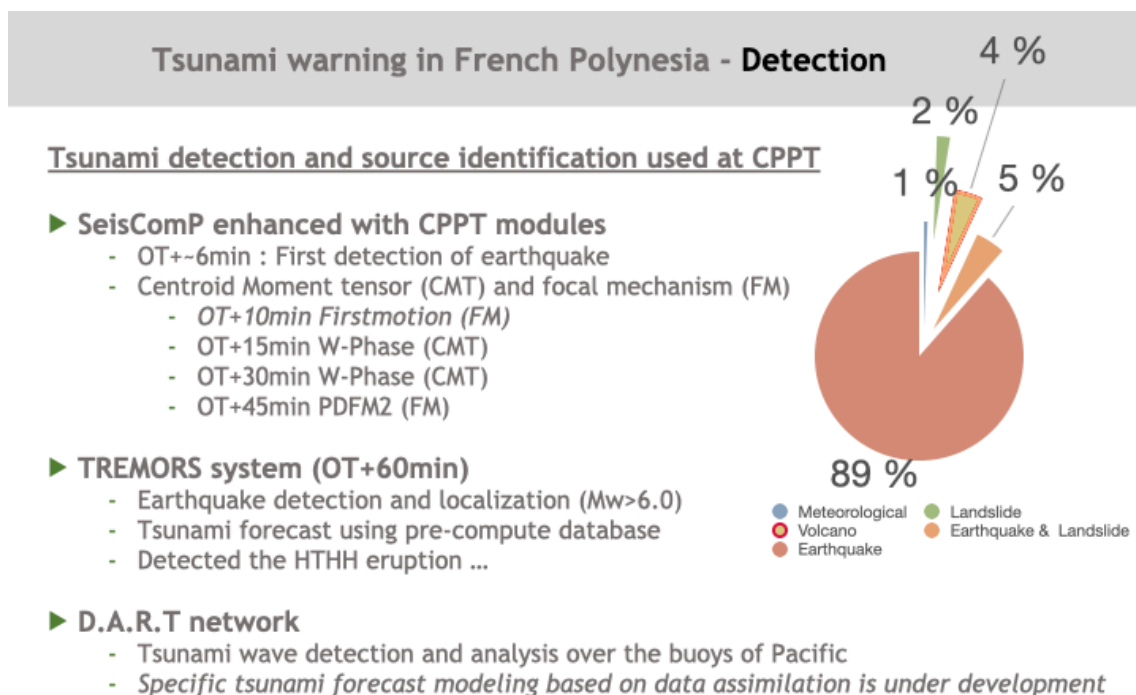 Tsunami warning in French Polynesia - Detection
4 %
2 %
1 %
5 %
Tsunami detection and source identification used at CPPT
SeisComP enhanced with CPPT modules
- OT+~6min : First detection of earthquake
- Centroid Moment tensor (CMT) and focal mechanism (FM)
- OT+10min Firstmotion (FM)
- OT+15min W-Phase (CMT)
- OT+30min W-Phase (CMT)
- OT+45min PDFM2 (FM)
89 %
Meteorological
Landslide
Volcano
Earthquake & Landslide
Earthquake
TREMORS system (OT+60min)
- Earthquake detection and localization (Mw>6.0)
- Tsunami forecast using pre-compute database
- Detected the HTHH eruption ...
D.A.R.T network
- Tsunami wave detection and analysis over the buoys of Pacific
- Specific tsunami forecast modeling based on data assimilation is under development